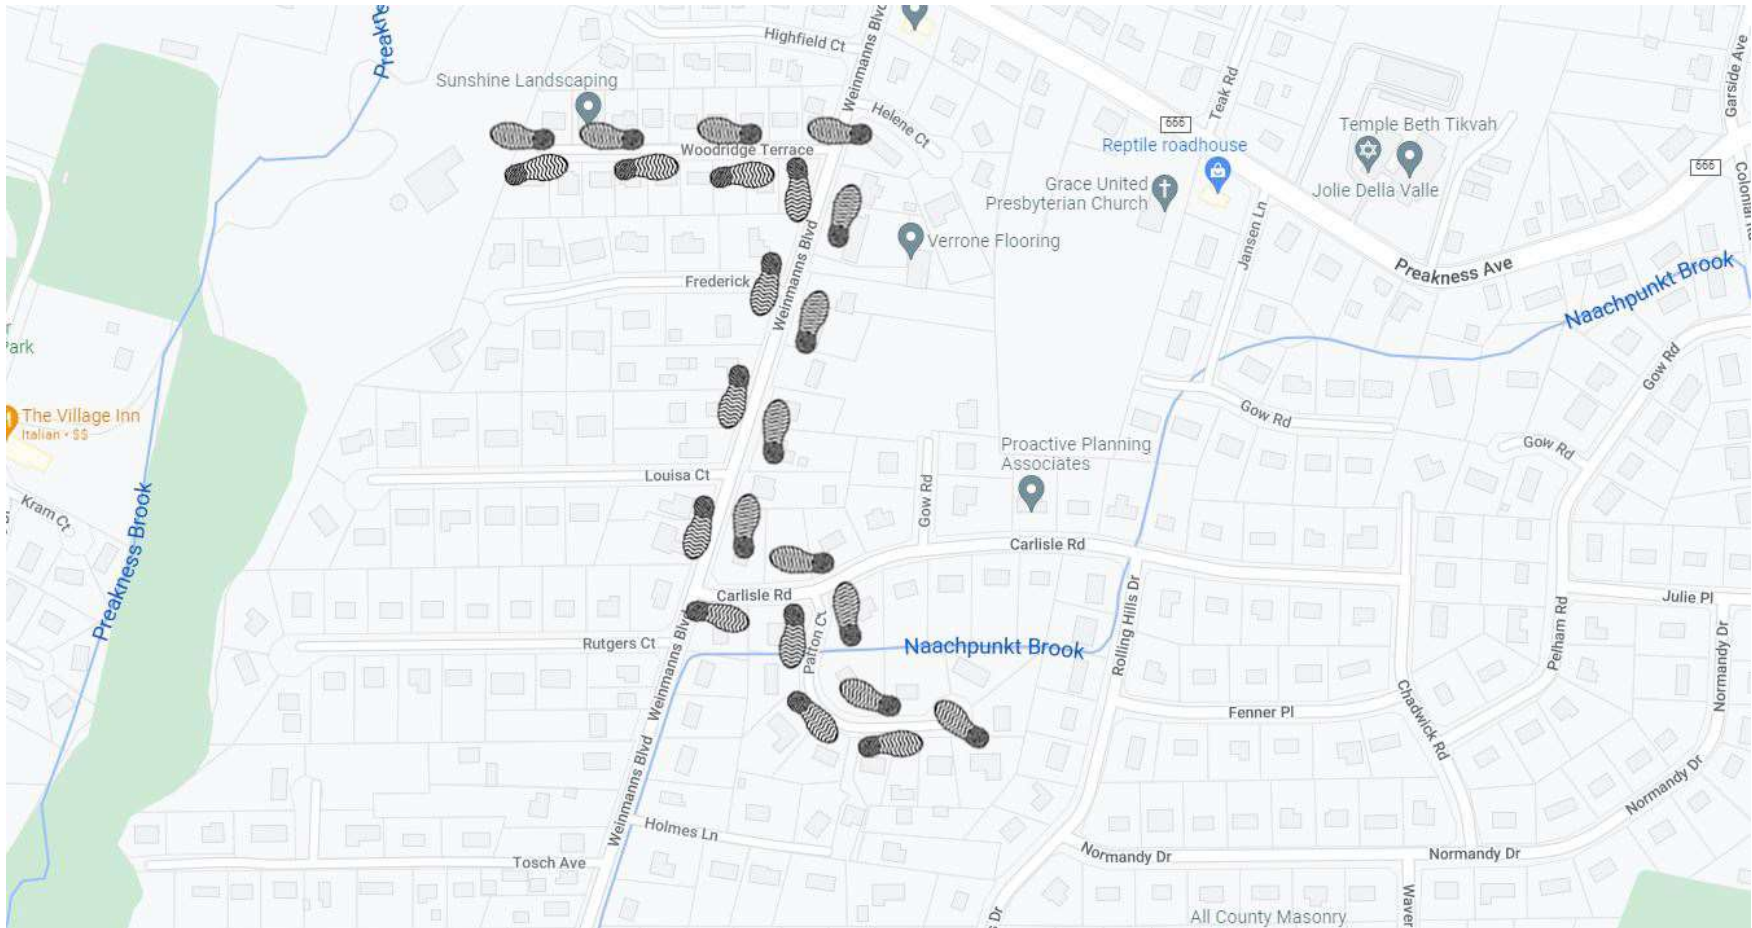 Preakne
Highfield Ct
Weinmanns Blvd
Sunshine Landscaping
Helene Ct
Teak Rd
Garside Ave
666
Temple Beth Tikvah
Reptile roadhouse
Woodridge Terrace
666
Grace United
Presbyterian Church
Jolie Della Valle
Verrone Flooring
Weinmanns Blvd
Jansen Ln
Preakness Ave
Naachpunkt Brook
Frederick
r
Park
Gow Rd
The Village Inn
Italian • $$
Gow Rd
Proactive Planning
Associates
Gow Rd
Louisa Ct
Gow Rd
Kram Ct
Preakness Brook
Carlisle Rd
Carlisle Rd
Julie Pl
Rolling Hills Dr
Pelham Rd
Patton Ct
Rutgers Ct
Weinmanns Blvd
Naachpunkt Brook
Normandy Dr
Fenner Pl
Chadwick Rd
Weinmanns Blvd
Normandy Dr
Holmes Ln
Tosch Ave
Normandy Dr
Normandy Dr
Waver
s Dr
All County Masonry